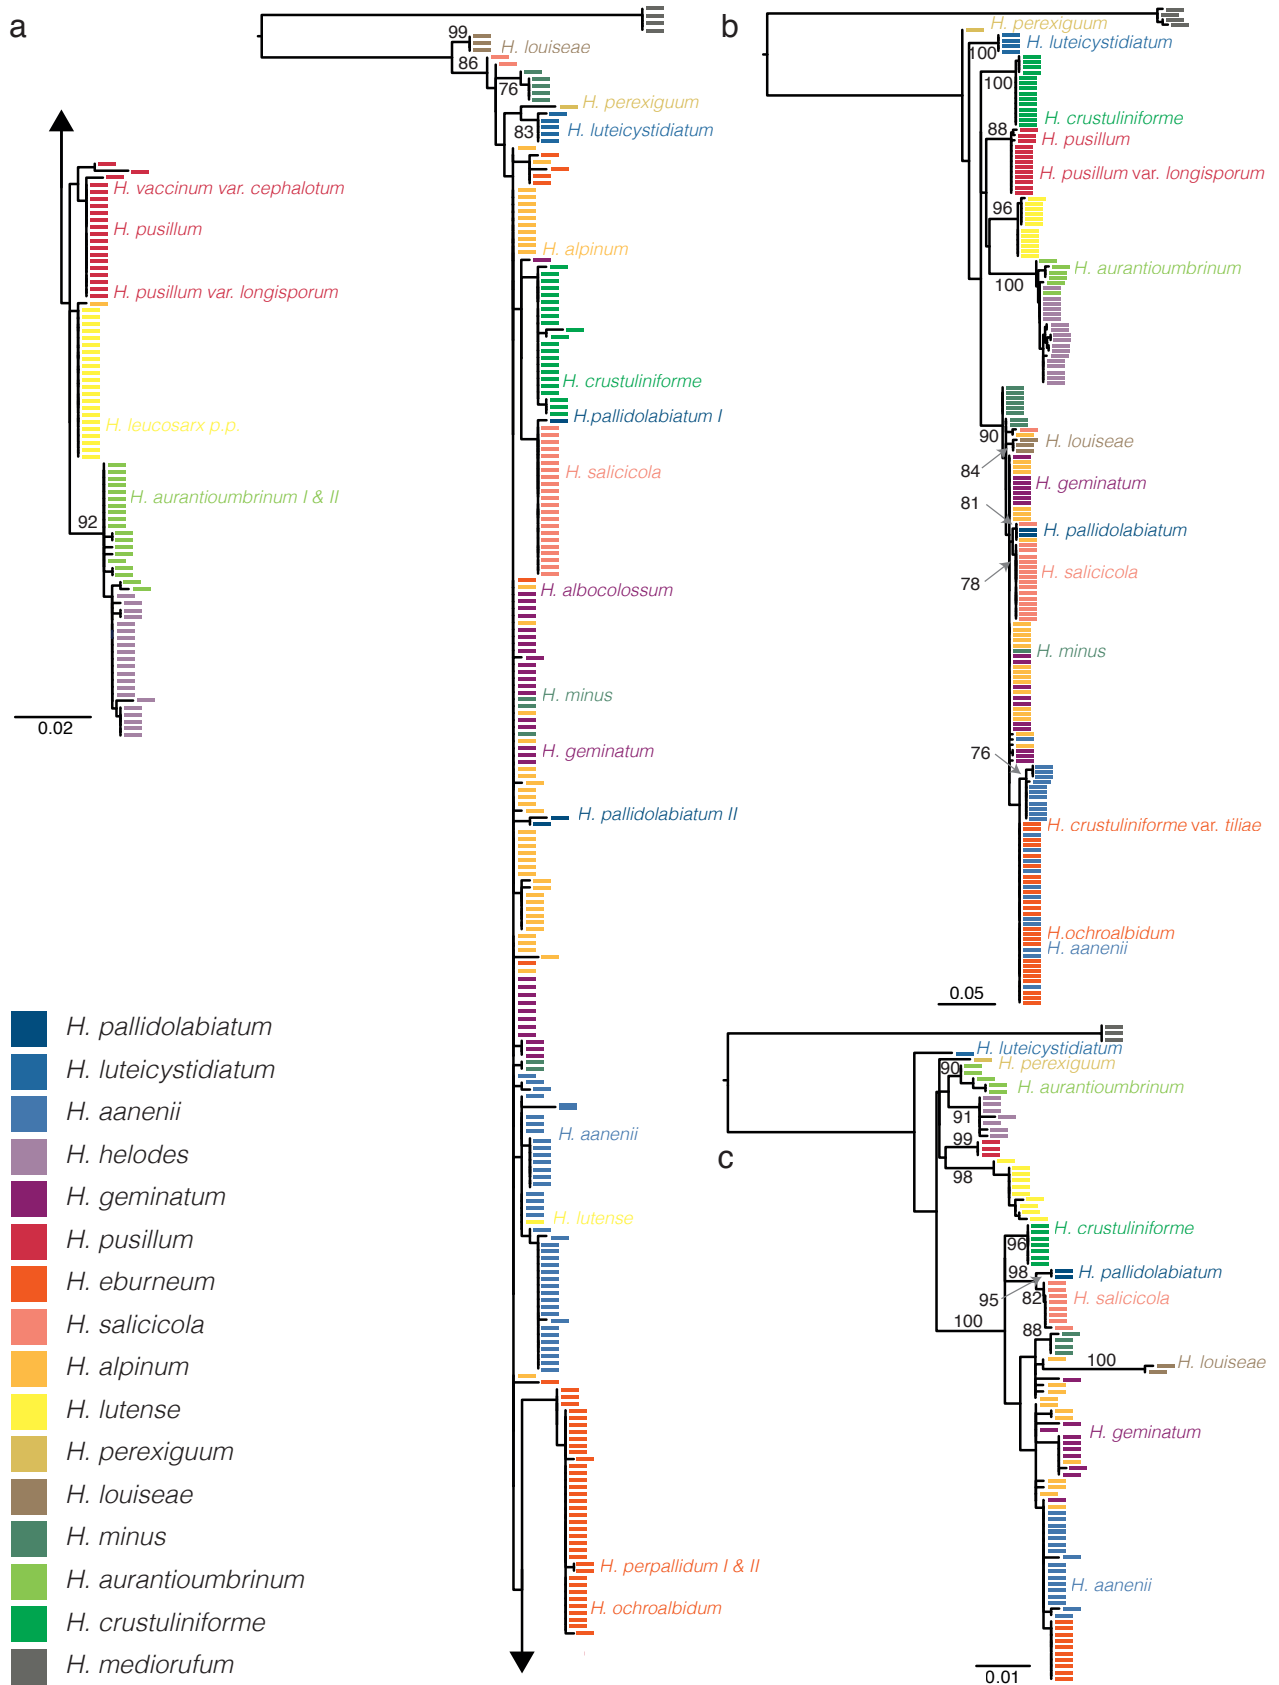 a
99
H. louiseae
86
76
H. perexiguum
83
H. luteicystidiatum
H. vaccinum var. cephalotum
H. pusillum
H. pusillum var. longisporum
H. alpinum
H. crustuliniforme
H.pallidolabiatum I
H. leucosarx p.p.
H. salicicola
H. aurantioumbrinum I & II
92
H. albocolossum
H. minus
0.02
H. geminatum
H. pallidolabiatum II
H. aanenii
H. lutense
H. perpallidum I & II
H. ochroalbidum
b
H. perexiguum
H. luteicystidiatum
100
100
H. crustuliniforme
88
H. pusillum
H. pusillum var. longisporum
96
H. aurantioumbrinum
100
90
H. louiseae
84
H. geminatum
81
H. pallidolabiatum
H. salicicola
78
H. minus
76
H. crustuliniforme var. tiliae
H.ochroalbidum
H. aanenii
0.05
c
H. luteicystidiatum
H. perexiguum
90
H. aurantioumbrinum
91
99
98
H. crustuliniforme
96
98
H. pallidolabiatum
95
82
H. salicicola
100
88
100
H. louiseae
H. geminatum
H. aanenii
0.01
H. pallidolabiatum
H. luteicystidiatum
H. aanenii
H. helodes
H. geminatum
H. pusillum
H. eburneum
H. salicicola
H. alpinum
H. lutense
H. perexiguum
H. louiseae
H. minus
H. aurantioumbrinum
H. crustuliniforme
H. mediorufum